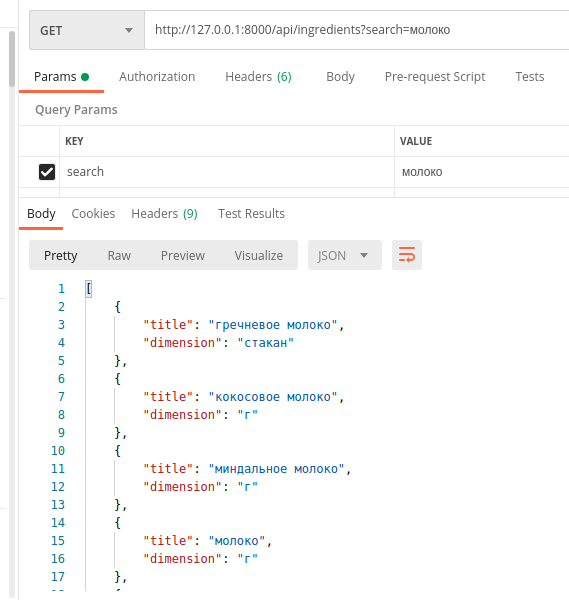 GET http://127.0.0.1:8000/api/ingredients?search=молоко
Params Authorization Headers (6) Body Pre-request Script Tests
Query Params
KEY VALUE
search молоко
Body Cookies Headers (9) Test Results
Pretty Raw Preview Visualize JSON
1 [
2 {
3 "title": "гречневое молоко",
4 "dimension": "стакан"
5 },
6 {
7 "title": "кокосовое молоко",
8 "dimension": "г"
9 },
10 {
11 "title": "миндальное молоко",
12 "dimension": "г"
13 },
14 {
15 "title": "молоко",
16 "dimension": "г"
17 },